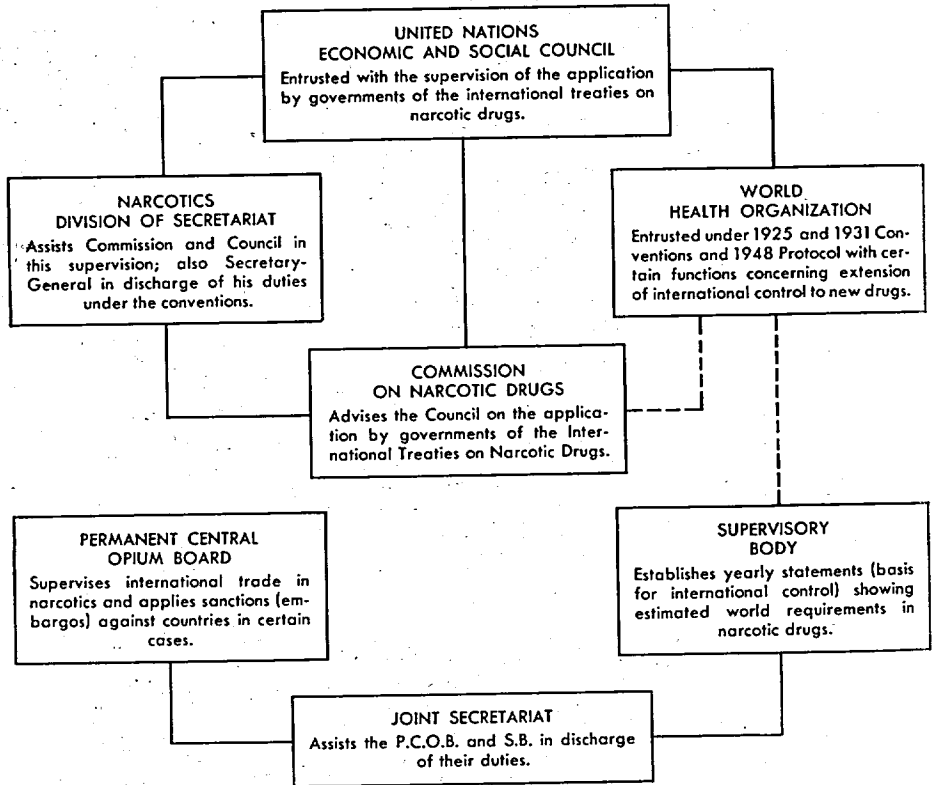 UNITED NATIONS
ECONOMIC AND SOCIAL COUNCIL
Entrusted with the supervision of the application
by governments of the international treaties on
narcotic drugs.
NARCOTICS
DIVISION OF SECRETARIAT
Assists Commission and Council in
this supervision; also Secretary-
General in discharge of his duties
under the conventions.
WORLD
HEALTH ORGANIZATION
Entrusted under 1925 and 1931 Con-
ventions and 1948 Protocol with cer-
tain functions concerning extension
of international control to new drugs.
COMMISSION
ON NARCOTIC DRUGS
Advises the Council on the applica-
tion by governments of the Inter-
national Treaties on Narcotic Drugs.
PERMANENT CENTRAL
OPIUM BOARD
Supervises international trade in
narcotics and applies sanctions (em-
bargos) against countries in certain
cases.
SUPERVISORY
BODY
Establishes yearly statements (basis
for international control) showing
estimated world requirements in
narcotic drugs.
JOINT SECRETARIAT
Assists the P.C.O.B. and S.B. in discharge
of their duties.